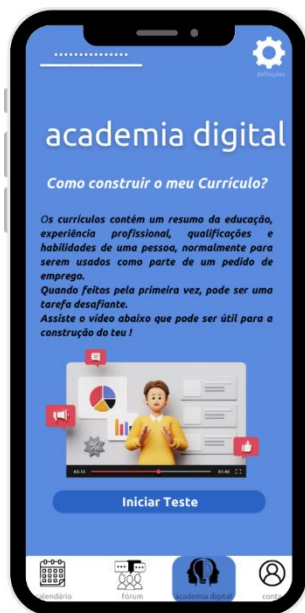 definições
academia digital
Como construir o meu Currículo?
Os currículos contêm um resumo da educação,
experiência profissional, qualificações e
habilidades de uma pessoa, normalmente para
serem usados como parte de um pedido de
emprego.
Quando feitos pela primeira vez, pode ser uma
tarefa desafiante.
Assiste o vídeo abaixo que pode ser útil para a
construção do teu !
Iniciar Teste
calendário fórum academia digital conta